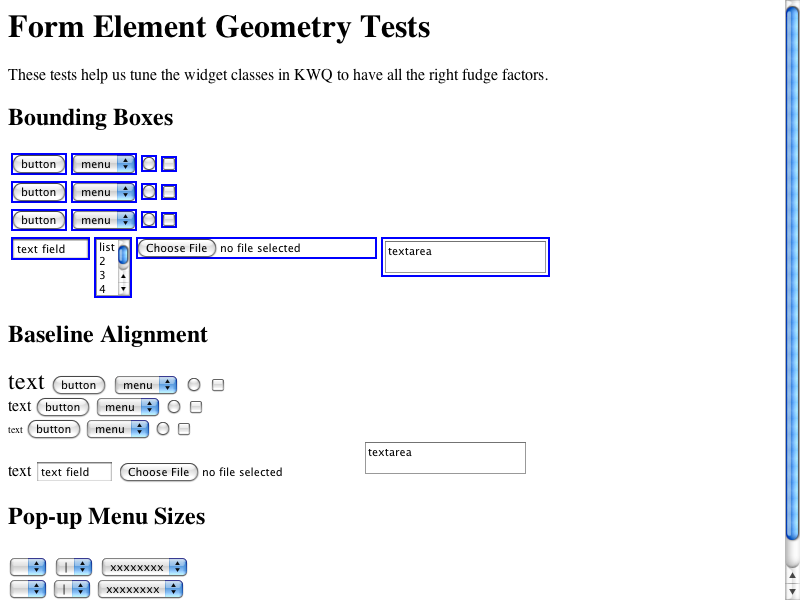 Form Element Geometry Tests
These tests help us tune the widget classes in KWQ to have all the right fudge factors.
Bounding Boxes
button menu
button menu
button menu
text field list Choose File no file selected textarea
2
3
4
Baseline Alignment
text button menu
text button menu
text button menu
textarea
text text field Choose File no file selected
Pop-up Menu Sizes
| xxxxxxxx
| xxxxxxxx